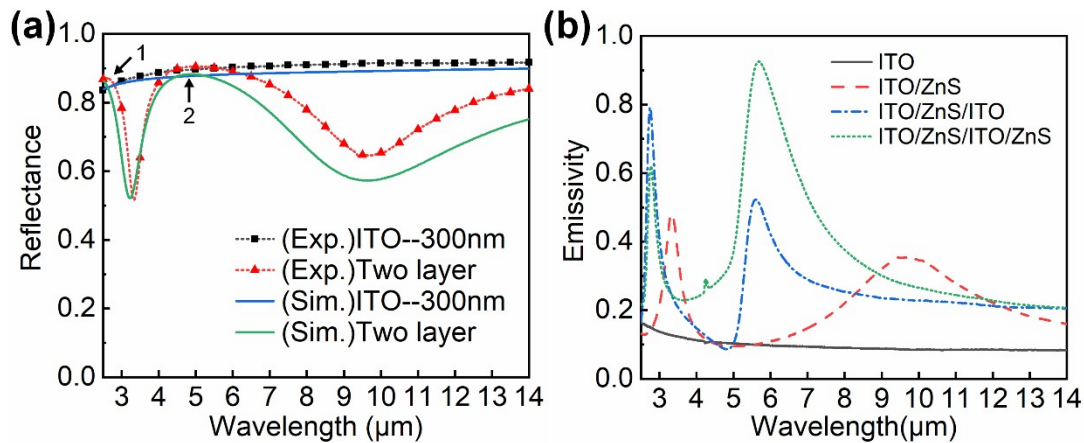 (a)
1.0
0.8
0.6
0.4
0.2
0.0
Reflectance
1
2
(Exp.)ITO--300nm
(Exp.)Two layer
(Sim.)ITO--300nm
(Sim.)Two layer
3 4 5 6 7 8 9 10 11 12 13 14
Wavelength (μm)
(b)
1.0
0.8
0.6
0.4
0.2
0.0
Emissivity
ITO
ITO/ZnS
ITO/ZnS/ITO
ITO/ZnS/ITO/ZnS
3 4 5 6 7 8 9 10 11 12 13 14
Wavelength(μm)